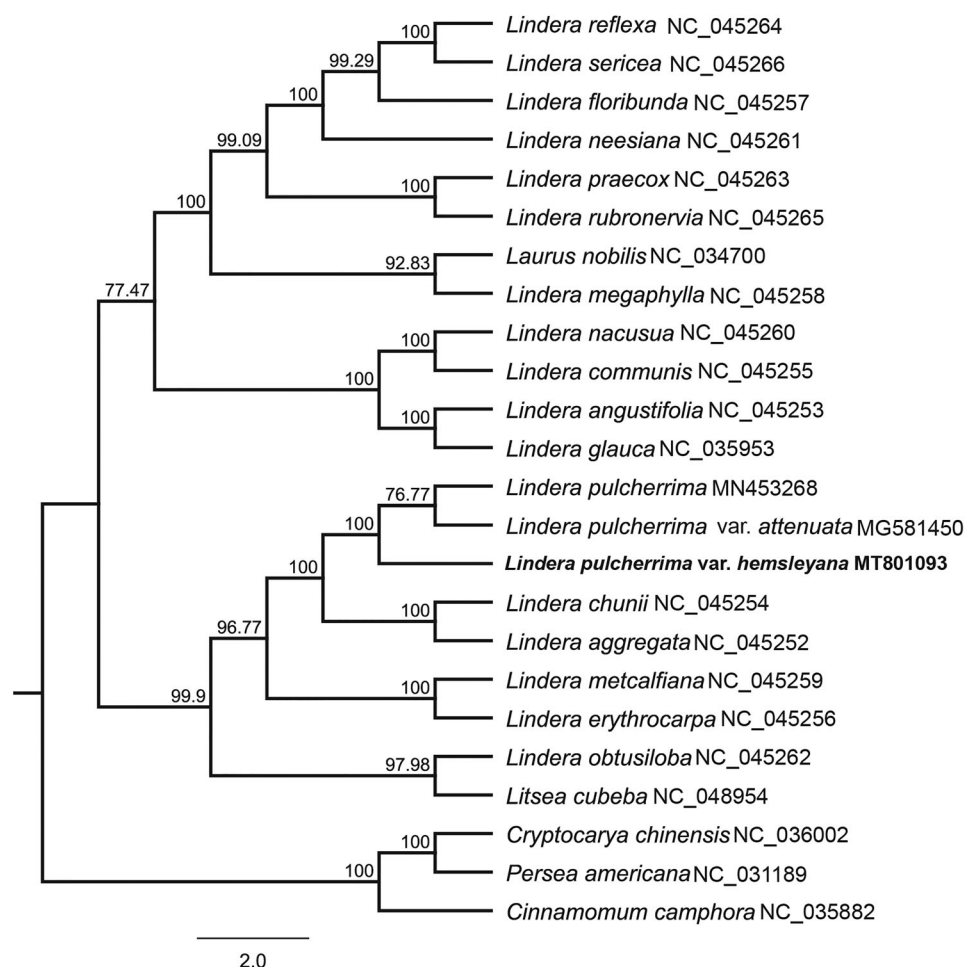 100 Lindera reflexa NC_045264
99.29 Lindera sericea NC_045266
100 Lindera floribunda NC_045257
99.09 Lindera neesiana NC_045261
100 Lindera praecox NC_045263
100 Lindera rubronervia NC_045265
92.83 Laurus nobilis NC_034700
77.47 Lindera megaphylla NC_045258
100 Lindera nacusua NC_045260
100 Lindera communis NC_045255
100 Lindera angustifolia NC_045253
Lindera glauca NC_035953
76.77 Lindera pulcherrima MN453268
100 Lindera pulcherrima var. attenuata MG581450
100 Lindera pulcherrima var. hemsleyana MT801093
100 Lindera chunii NC_045254
96.77 Lindera aggregata NC_045252
99.9 100 Lindera metcalfiana NC_045259
Lindera erythrocarpa NC_045256
97.98 Lindera obtusiloba NC_045262
Litsea cubeba NC_048954
100 Cryptocarya chinensis NC_036002
100 Persea americana NC_031189
Cinnamomum camphora NC_035882
2.0